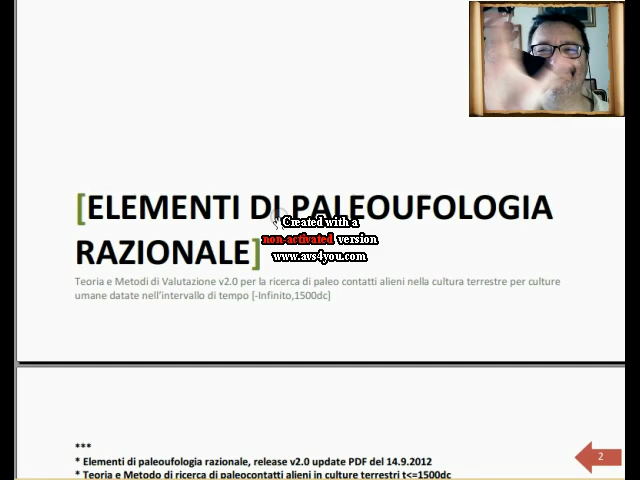 [ELEMENTI DI PALEOUFOLOGIA
RAZIONALE]
Created with a
non-activated version
www.avs4you.com
Teoria e Metodi di Valutazione v2.0 per la ricerca di paleo contatti alieni nella cultura terrestre per culture
umane datate nell'intervallo di tempo [-Infinito,1500dc]
***
2
* Elementi di paleoufologia razionale, release v2.0 update PDF del 14.9.2012
* Teoria e Metodo di ricerca di paleocontatti alieni in culture terrestri t<=1500dc